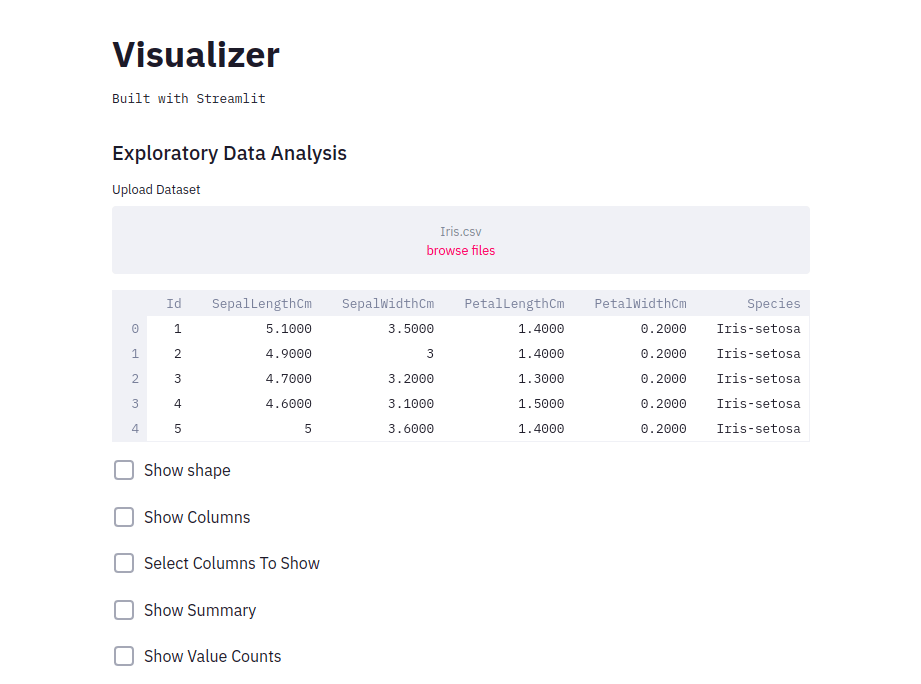 Visualizer
Built with Streamlit
Exploratory Data Analysis
Upload Dataset
Iris.csv
browse files
Id SepalLengthCm SepalWidthCm PetalLengthCm PetalWidthCm Species
0 1 5.1000 3.5000 1.4000 0.2000 Iris-setosa
1 2 4.9000 3 1.4000 0.2000 Iris-setosa
2 3 4.7000 3.2000 1.3000 0.2000 Iris-setosa
3 4 4.6000 3.1000 1.5000 0.2000 Iris-setosa
4 5 5 3.6000 1.4000 0.2000 Iris-setosa
Show shape
Show Columns
Select Columns To Show
Show Summary
Show Value Counts